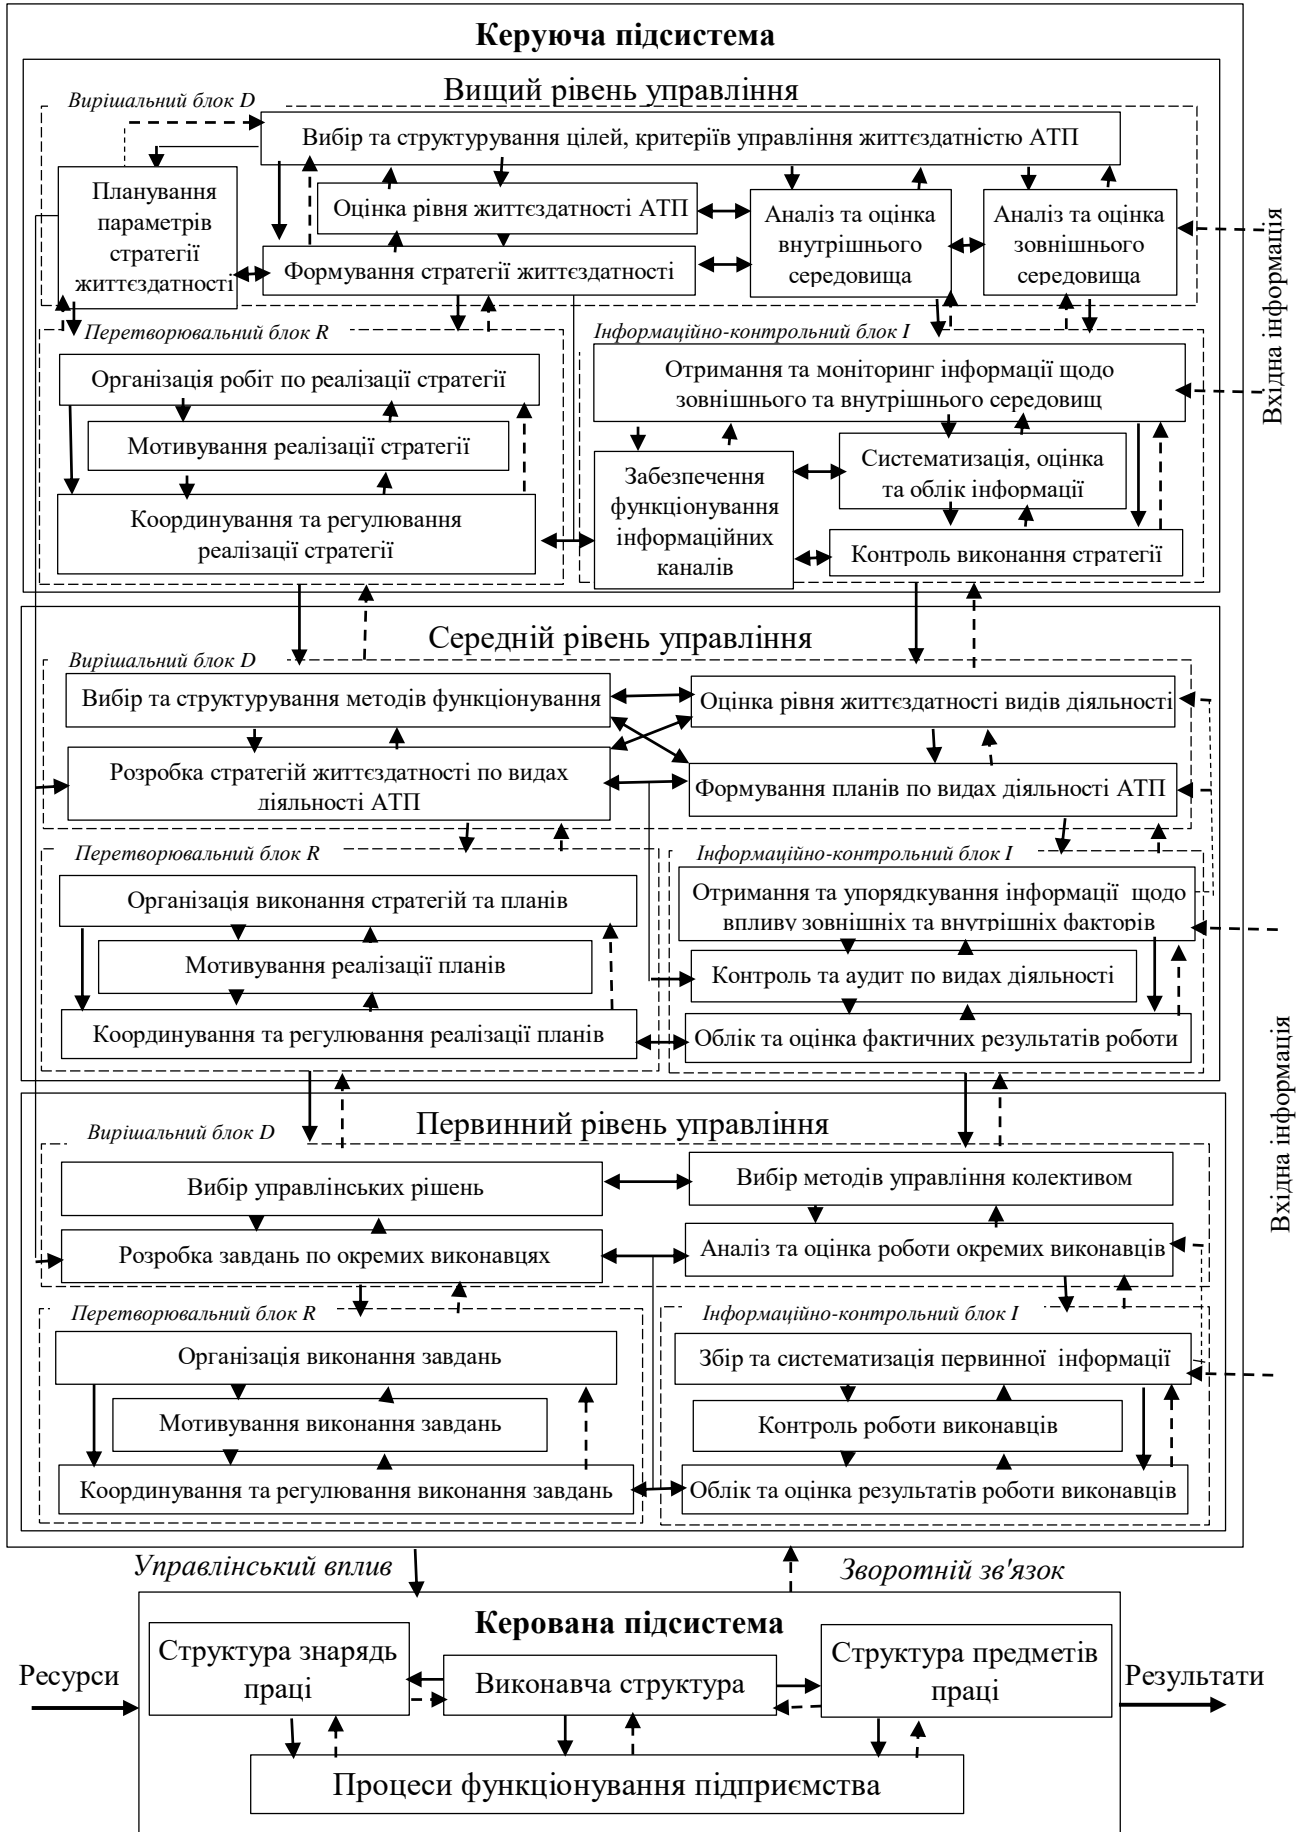 Керуюча підсистема
Вищий рівень управління
Вирішальний блок D
Вибір та структурування цілей, критеріїв управління життєздатністю АТП
Планування
параметрів
стратегії
життєздатності
Оцінка рівня життєздатності АТП
Формування стратегії життєздатності
Аналіз та оцінка
внутрішнього
середовища
Аналіз та оцінка
зовнішнього
середовища
Вхідна інформація
Перетворювальний блок R
Організація робіт по реалізації стратегії
Мотивування реалізації стратегії
Координування та регулювання
реалізації стратегії
Інформаційно-контрольний блок I
Отримання та моніторинг інформації щодо
зовнішнього та внутрішнього середовищ
Забезпечення
функціонування
інформаційних
каналів
Систематизація, оцінка
та облік інформації
Контроль виконання стратегії
Середній рівень управління
Вирішальний блок D
Вибір та структурування методів функціонування
Оцінка рівня життєздатності видів діяльності
Розробка стратегій життєздатності по видах
діяльності АТП
Формування планів по видах діяльності АТП
Перетворювальний блок R
Організація виконання стратегій та планів
Мотивування реалізації планів
Координування та регулювання реалізації планів
Інформаційно-контрольний блок I
Отримання та упорядкування інформації щодо
впливу зовнішніх та внутрішніх факторів
Контроль та аудит по видах діяльності
Облік та оцінка фактичних результатів роботи
Вхідна інформація
Первинний рівень управління
Вирішальний блок D
Вибір управлінських рішень
Вибір методів управління колективом
Розробка завдань по окремих виконавцях
Аналіз та оцінка роботи окремих виконавців
Перетворювальний блок R
Організація виконання завдань
Мотивування виконання завдань
Координування та регулювання виконання завдань
Інформаційно-контрольний блок I
Збір та систематизація первинної інформації
Контроль роботи виконавців
Облік та оцінка результатів роботи виконавців
Управлінський вплив
Зворотній зв'язок
Керована підсистема
Ресурси
Структура знарядь
праці
Виконавча структура
Структура предметів
праці
Результати
Процеси функціонування підприємства